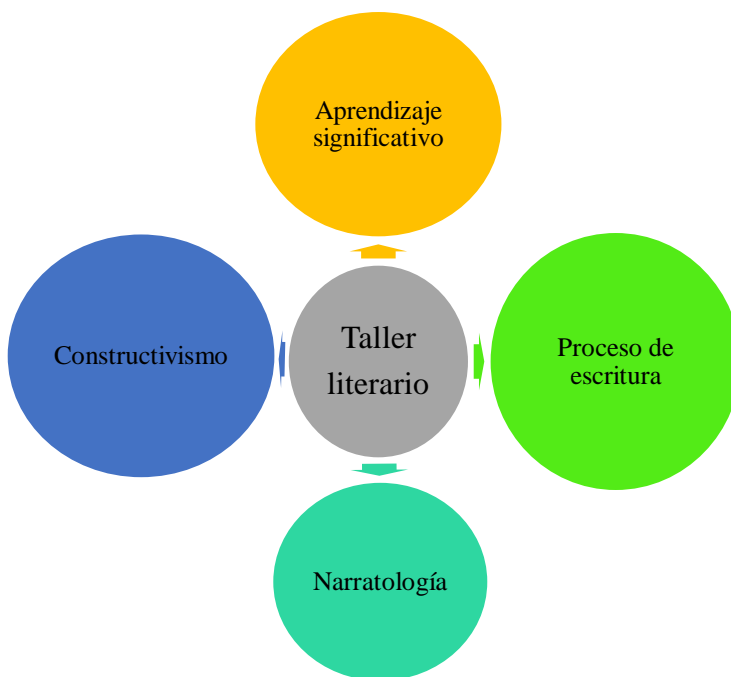 Aprendizaje
significativo
Constructivismo
Taller
literario
Proceso de
escritura
Narratología